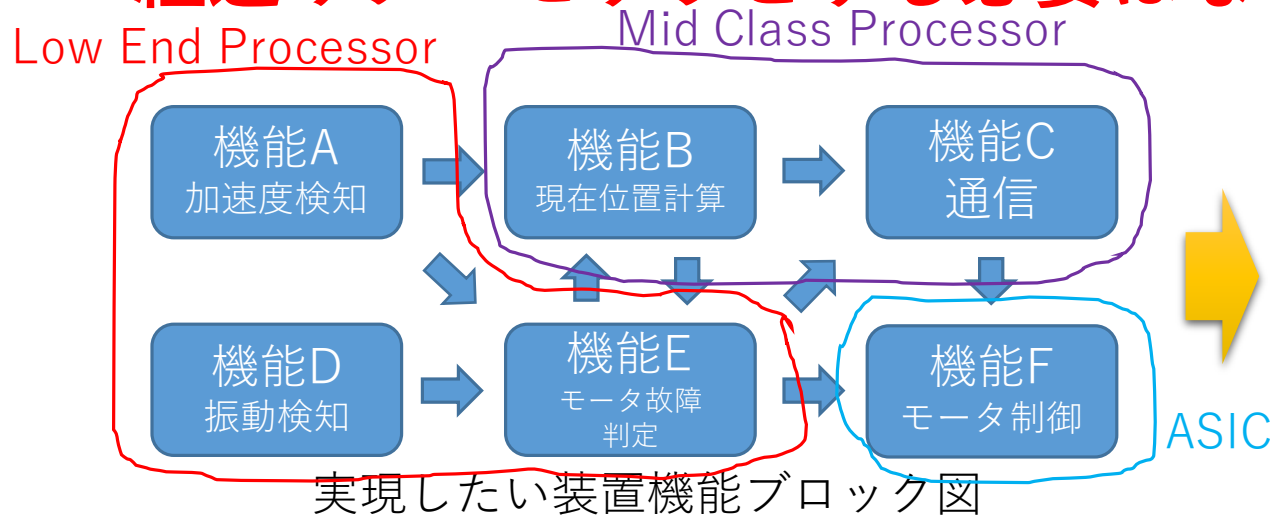 Low End Processor
Mid Class Processor
機能A
加速度検知
機能B
現在位置計算
機能C
通信
機能D
振動検知
機能E
モータ故障
判定
機能F
モータ制御
ASIC
実現したい装置機能ブロック図